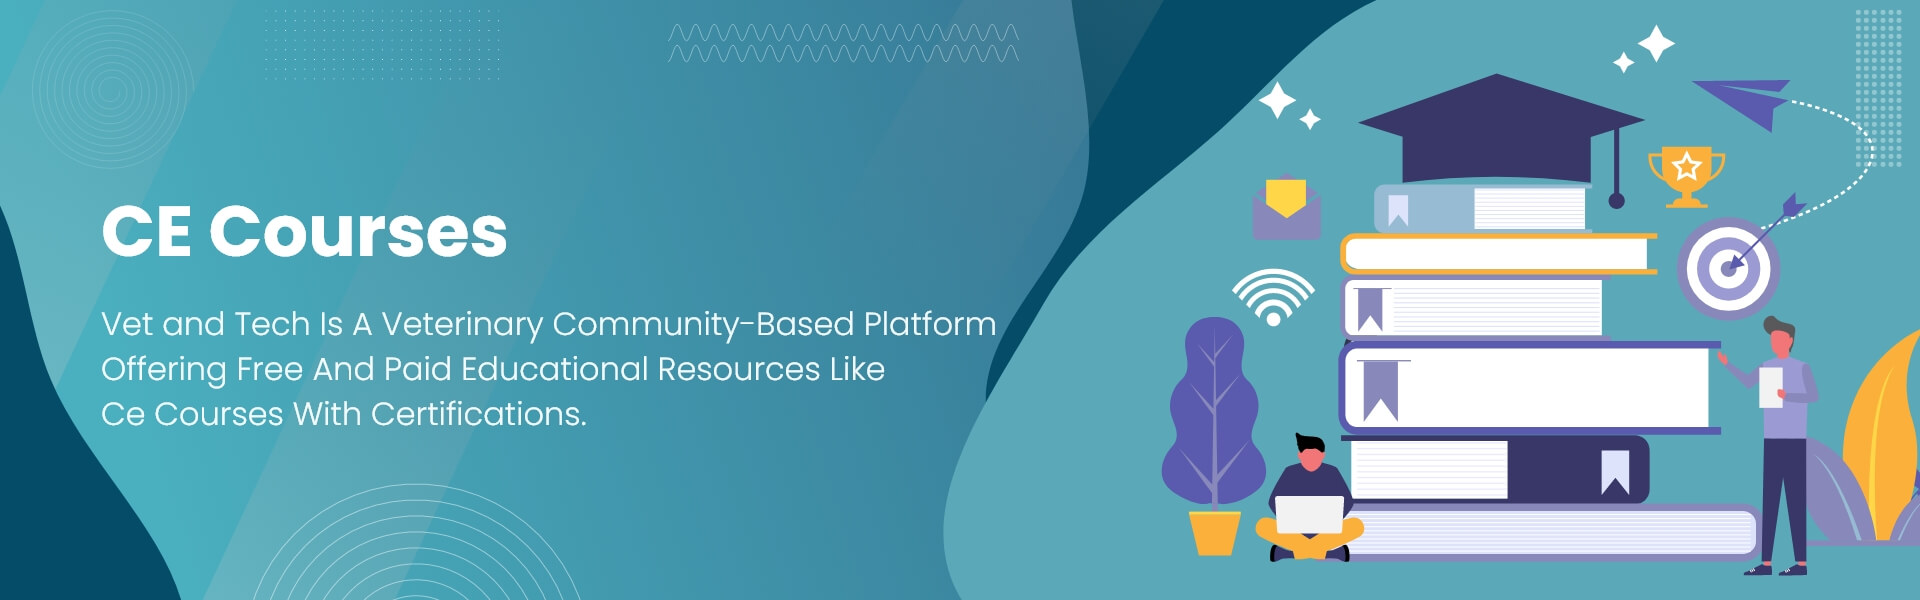 CE Courses
Vet and Tech Is A Veterinary Community-Based Platform
Offering Free And Paid Educational Resources Like
Ce Courses With Certifications.